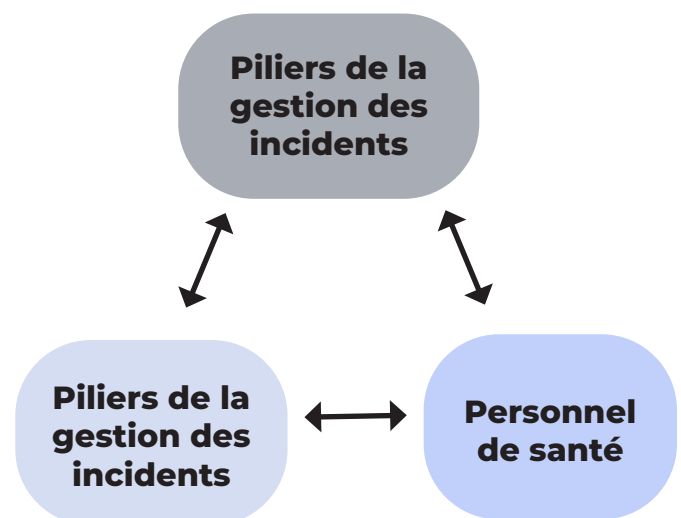 Piliers de la
gestion des
incidents
Piliers de la
gestion des
incidents
Personnel
de santé